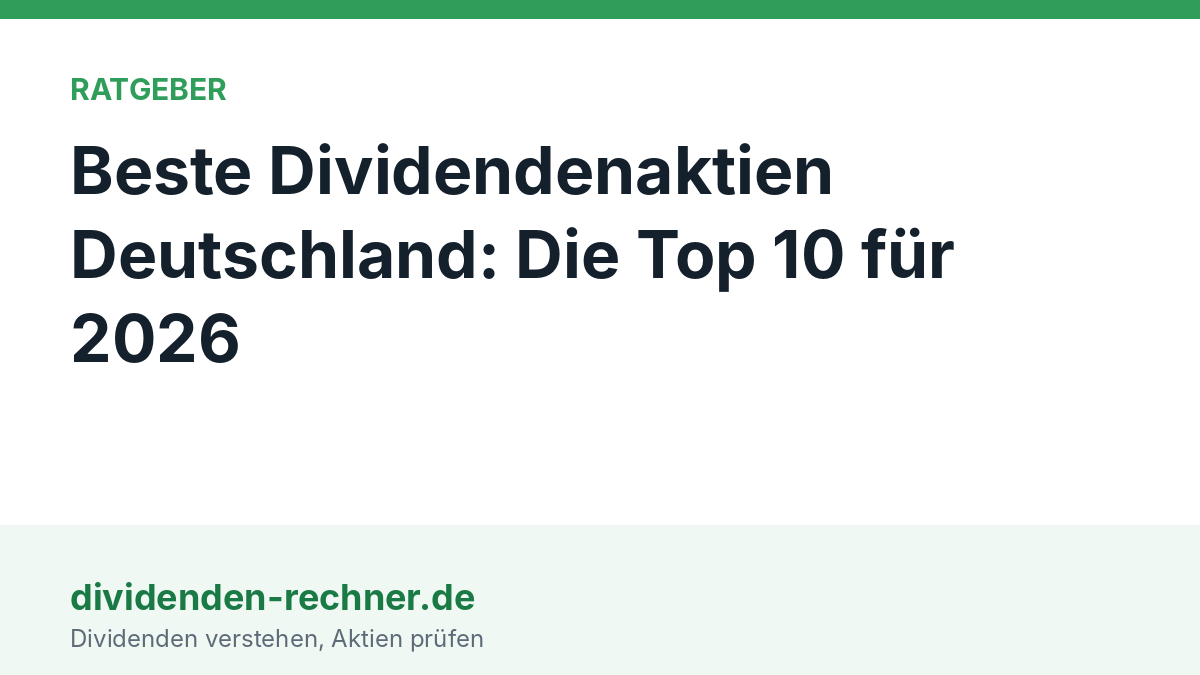 RATGEBER
Beste Dividendenaktien
Deutschland: Die Top 10 für
2026
dividenden-rechner.de
Dividenden verstehen, Aktien prüfen